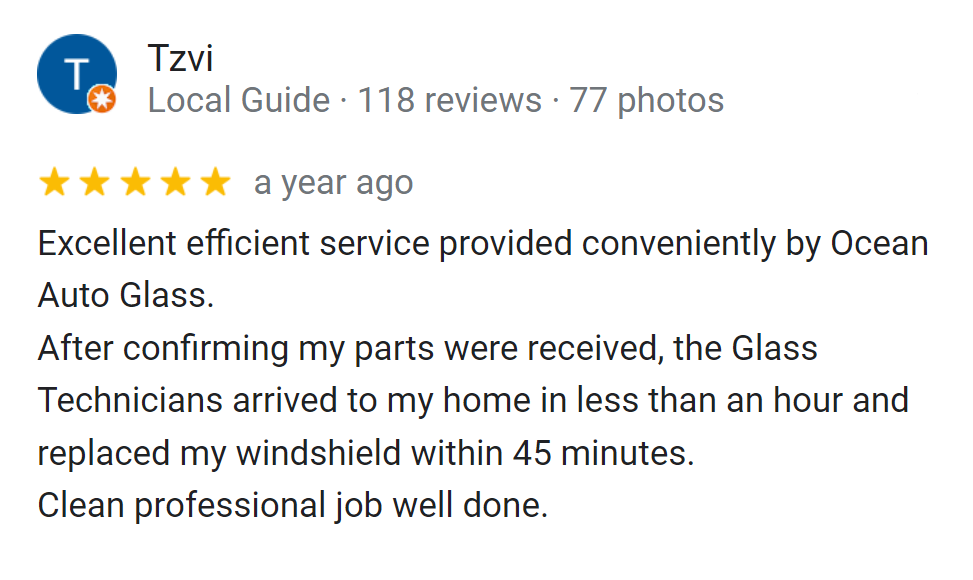 T
Tzvi
Local Guide · 118 reviews · 77 photos
a year ago
Excellent efficient service provided conveniently by Ocean
Auto Glass.
After confirming my parts were received, the Glass
Technicians arrived to my home in less than an hour and
replaced my windshield within 45 minutes.
Clean professional job well done.